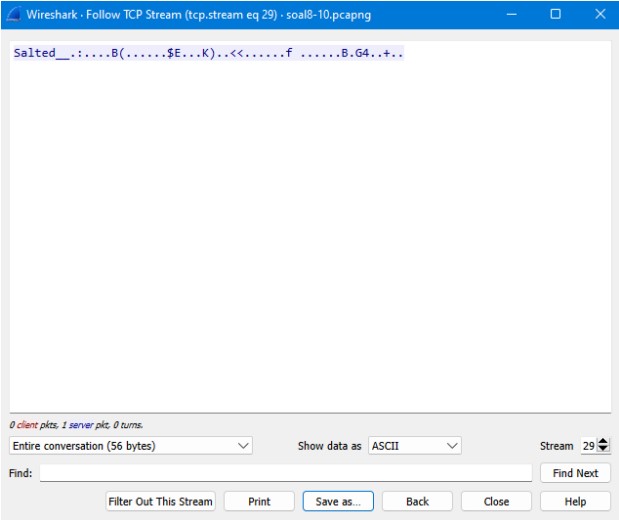 Wireshark · Follow TCP Stream (tcp.stream eq 29) · soal8-10.pcapng
Salted__.:....B(......$E...K)..<<......f ......B.G4..+..
0 client pkts, 1 server pkt, 0 turns.
Entire conversation (56 bytes) Show data as ASCII Stream 29
Find: Find Next
Filter Out This Stream Print Save as... Back Close Help